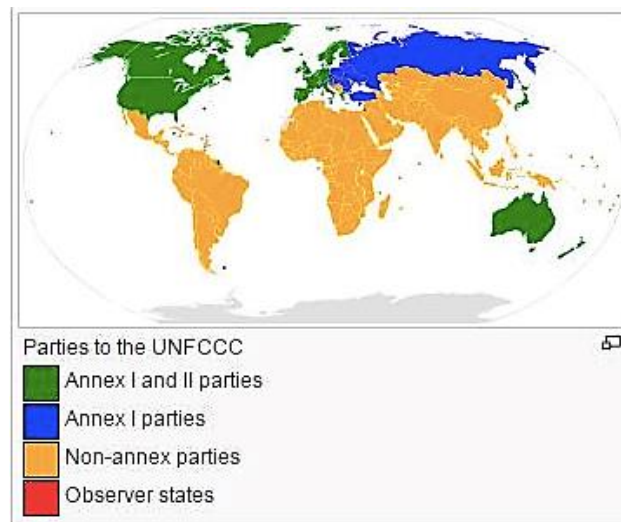 Parties to the UNFCCC
Annex I and II parties
Annex I parties
Non-annex parties
Observer states